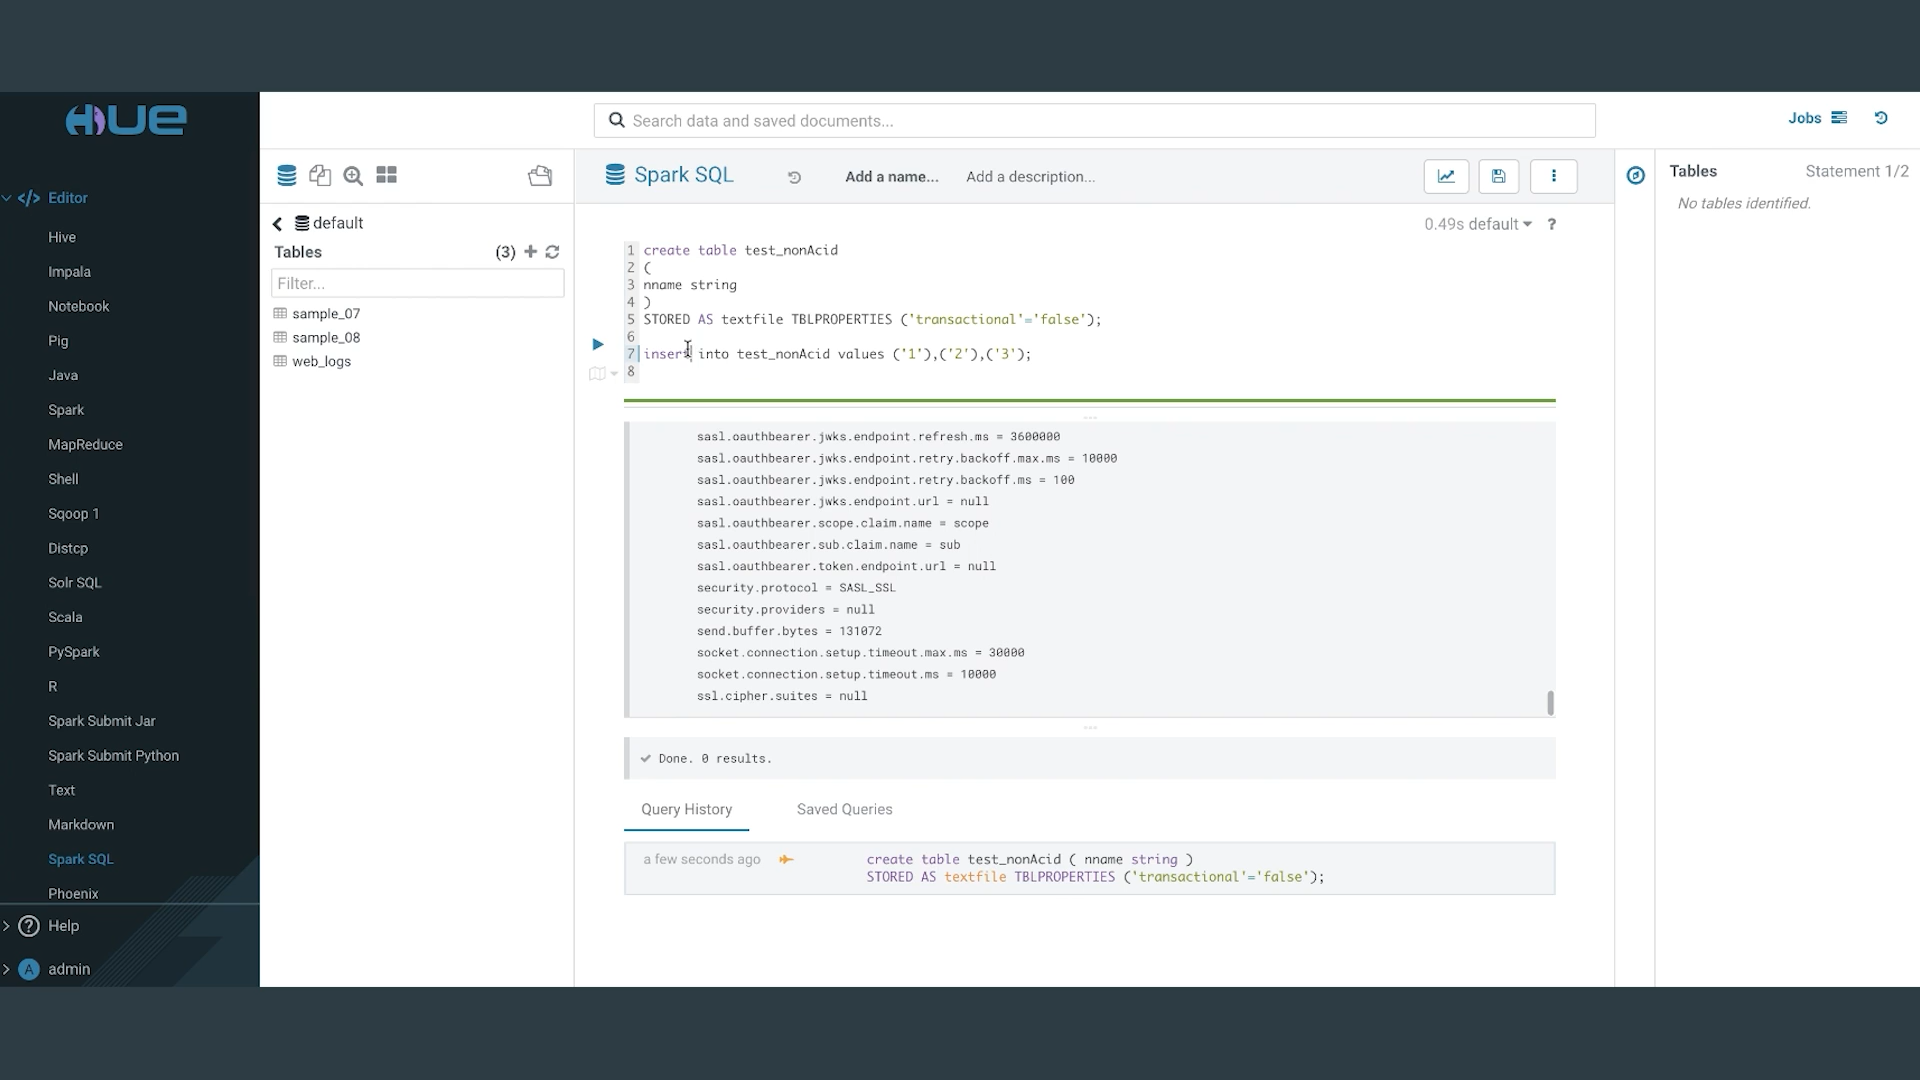 HUE
Search data and saved documents...
Jobs
Editor
Hive
Impala
Notebook
Pig
Java
Spark
MapReduce
Shell
Sqoop 1
Distcp
Solr SQL
Scala
PySpark
R
Spark Submit Jar
Spark Submit Python
Text
Markdown
Spark SQL
Phoenix
Help
A admin
default
Tables (3)
Filter...
sample_07
sample_08
web_logs
Spark SQL
Add a name...
Add a description...
0.49s default ?
1 create table test_nonAcid
2 (
3 nname string
4 )
5 STORED AS textfile TBLPROPERTIES ('transactional'='false');
6
7 insert into test_nonAcid values ('1'),('2'),('3');
8
sasl.oauthbearer.jwks.endpoint.refresh.ms = 3600000
sasl.oauthbearer.jwks.endpoint.retry.backoff.max.ms = 10000
sasl.oauthbearer.jwks.endpoint.retry.backoff.ms = 100
sasl.oauthbearer.jwks.endpoint.url = null
sasl.oauthbearer.scope.claim.name = scope
sasl.oauthbearer.sub.claim.name = sub
sasl.oauthbearer.token.endpoint.url = null
security.protocol = SASL_SSL
security.providers = null
send.buffer.bytes = 131072
socket.connection.setup.timeout.max.ms = 30000
socket.connection.setup.timeout.ms = 10000
ssl.cipher.suites = null
Done. 0 results.
Query History
Saved Queries
a few seconds ago
create table test_nonAcid ( nname string )
STORED AS textfile TBLPROPERTIES ('transactional'='false');
Tables
Statement 1/2
No tables identified.